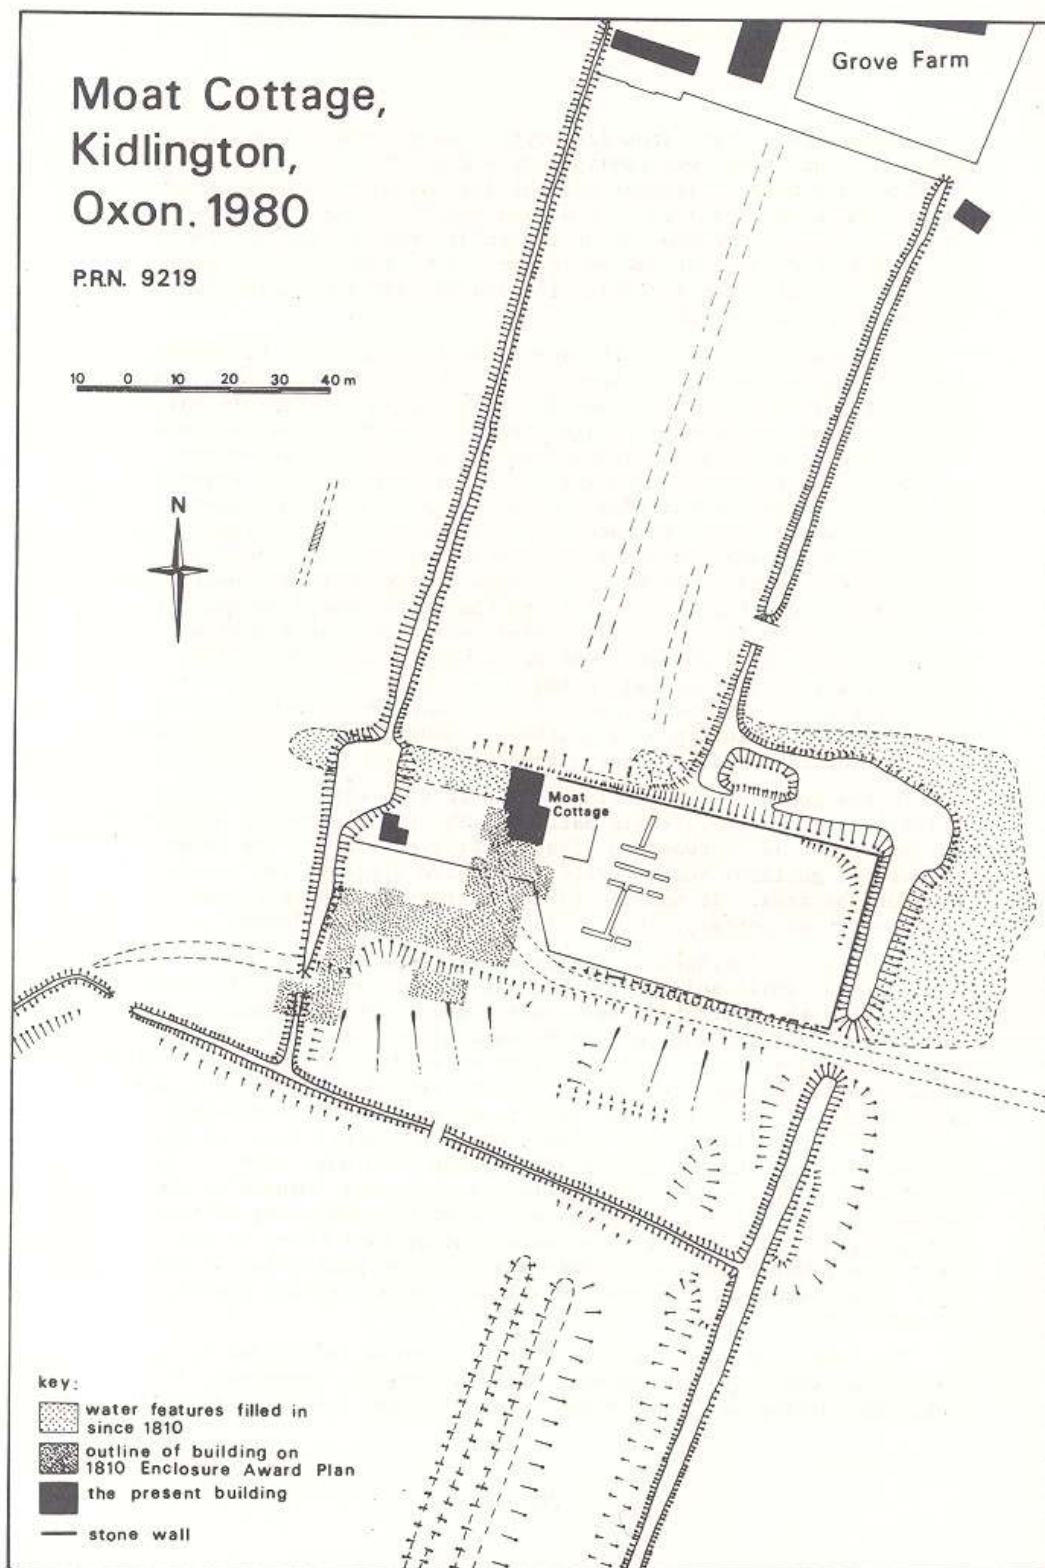 Grove Farm
Moat Cottage,
Kidlington,
Oxon. 1980
P.R.N. 9219
10 0 10 20 30 40 m
N
Moat
Cottage
key:
water features filled in
since 1810
outline of building on
1810 Enclosure Award Plan
the present building
stone wall